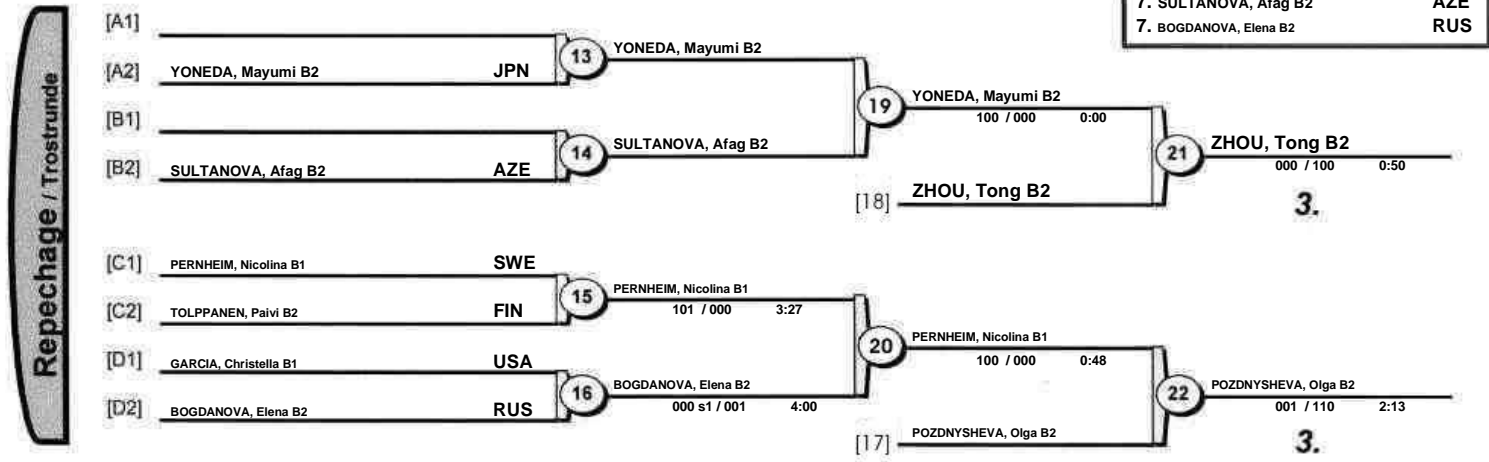 7. SULTANOVA, Afag B2 AZE
7. BOGDANOVA, Elena B2 RUS
Repechage / Trostrunde
[A1]
13 YONEDA, Mayumi B2
[A2] YONEDA, Mayumi B2 JPN
19 YONEDA, Mayumi B2
100 / 000 0:00
[B1]
14 SULTANOVA, Afag B2
[B2] SULTANOVA, Afag B2 AZE
21 ZHOU, Tong B2
000 / 100 0:50
[18] ZHOU, Tong B2
3.
[C1] PERNHEIM, Nicolina B1 SWE
15 PERNHEIM, Nicolina B1
101 / 000 3:27
[C2] TOLPPANEN, Paivi B2 FIN
20 PERNHEIM, Nicolina B1
100 / 000 0:48
[D1] GARCIA, Christella B1 USA
16 BOGDANOVA, Elena B2
000 s1 / 001 4:00
[D2] BOGDANOVA, Elena B2 RUS
22 POZDNYSHEVA, Olga B2
001 / 110 2:13
[17] POZDNYSHEVA, Olga B2
3.